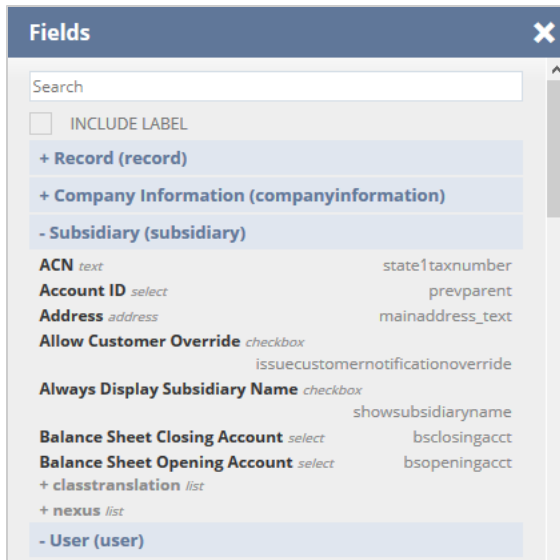 Fields
Search
INCLUDE LABEL
+ Record (record)
+ Company Information (companyinformation)
- Subsidiary (subsidiary)
ACN text state1taxnumber
Account ID select prevparent
Address address mainaddress_text
Allow Customer Override checkbox
issuecustomernotificationoverride
Always Display Subsidiary Name checkbox
showsubsidiaryname
Balance Sheet Closing Account select bsclosingacct
Balance Sheet Opening Account select bsopeningacct
+ classtranslation list
+ nexus list
- User (user)